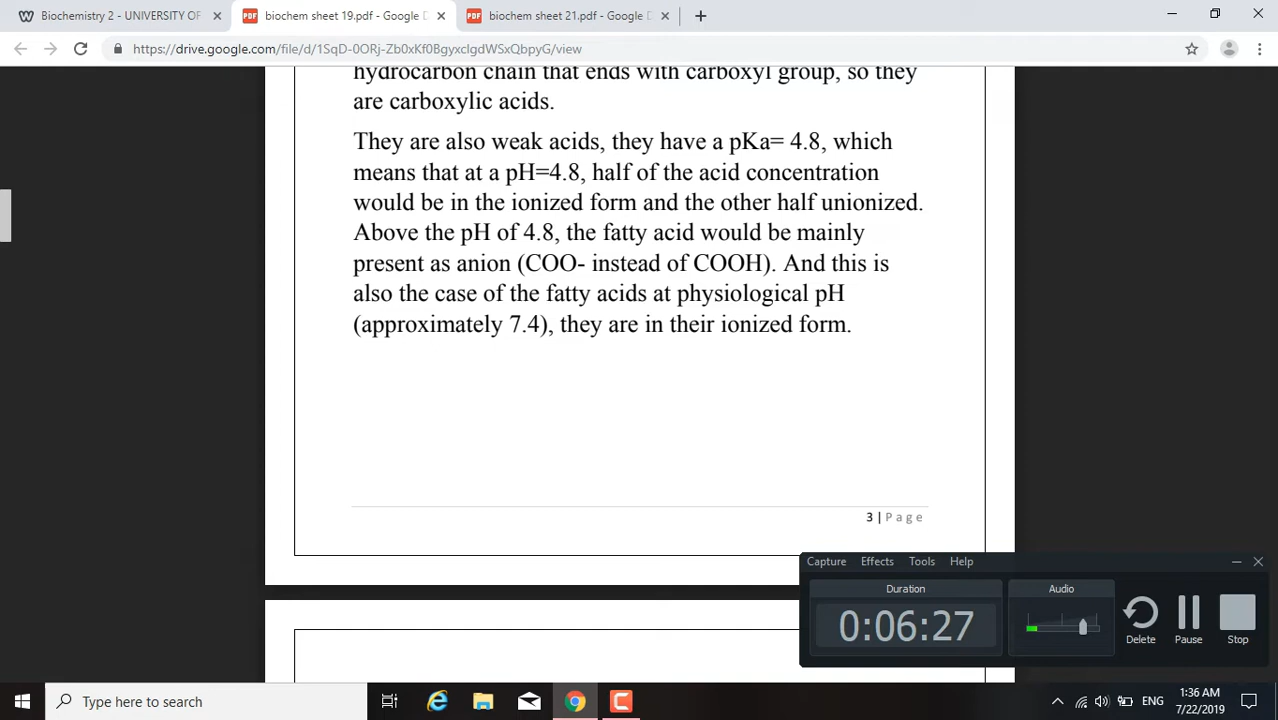 Biochemistry 2 - UNIVERSITY OF
biochem sheet 19.pdf - Google D
biochem sheet 21.pdf - Google D
https://drive.google.com/file/d/1SqD-0ORj-Zb0xKf0BgyxclgdWSxQbpyG/view
hydrocarbon chain that ends with carboxyl group, so they
are carboxylic acids.
They are also weak acids, they have a pKa= 4.8, which
means that at a pH=4.8, half of the acid concentration
would be in the ionized form and the other half unionized.
Above the pH of 4.8, the fatty acid would be mainly
present as anion (COO- instead of COOH). And this is
also the case of the fatty acids at physiological pH
(approximately 7.4), they are in their ionized form.
3 | Page
Capture Effects Tools Help
Duration
Audio
0:06:27
Delete
Pause
Stop
Type here to search
ENG
1:36 AM
7/22/2019